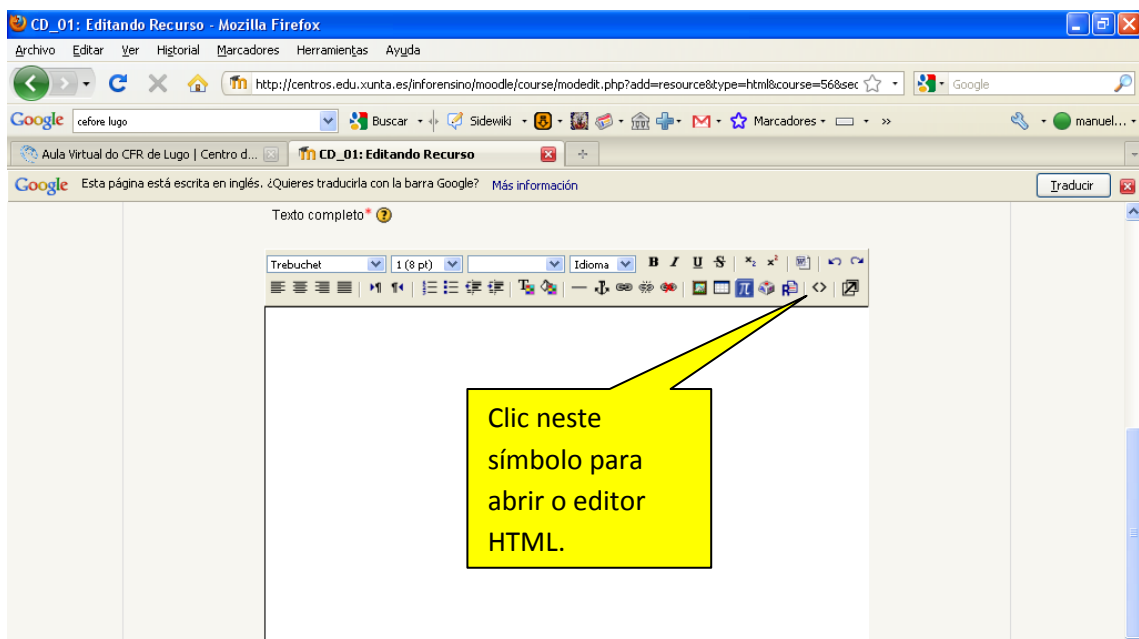 CD_01: Editando Recurso - Mozilla Firefox
Archivo Editar Ver Historial Marcadores Herramientas Ayuda
http://centros.edu.xunta.es/inforensino/moodle/course/modedit.php?add=resource&type=html&course=56&sec Google
Google cefore lugo Buscar Sidewiki Marcadores » manuel...
Aula Virtual do CFR de Lugo | Centro d... CD_01: Editando Recurso
Google Esta página está escrita en inglés. ¿Quieres traducirla con la barra Google? Más información Traducir
Texto completo* ?
Trebuchet 1 (8 pt) Idioma B I U S x₂ x²
Clic neste
símbolo para
abrir o editor
HTML.